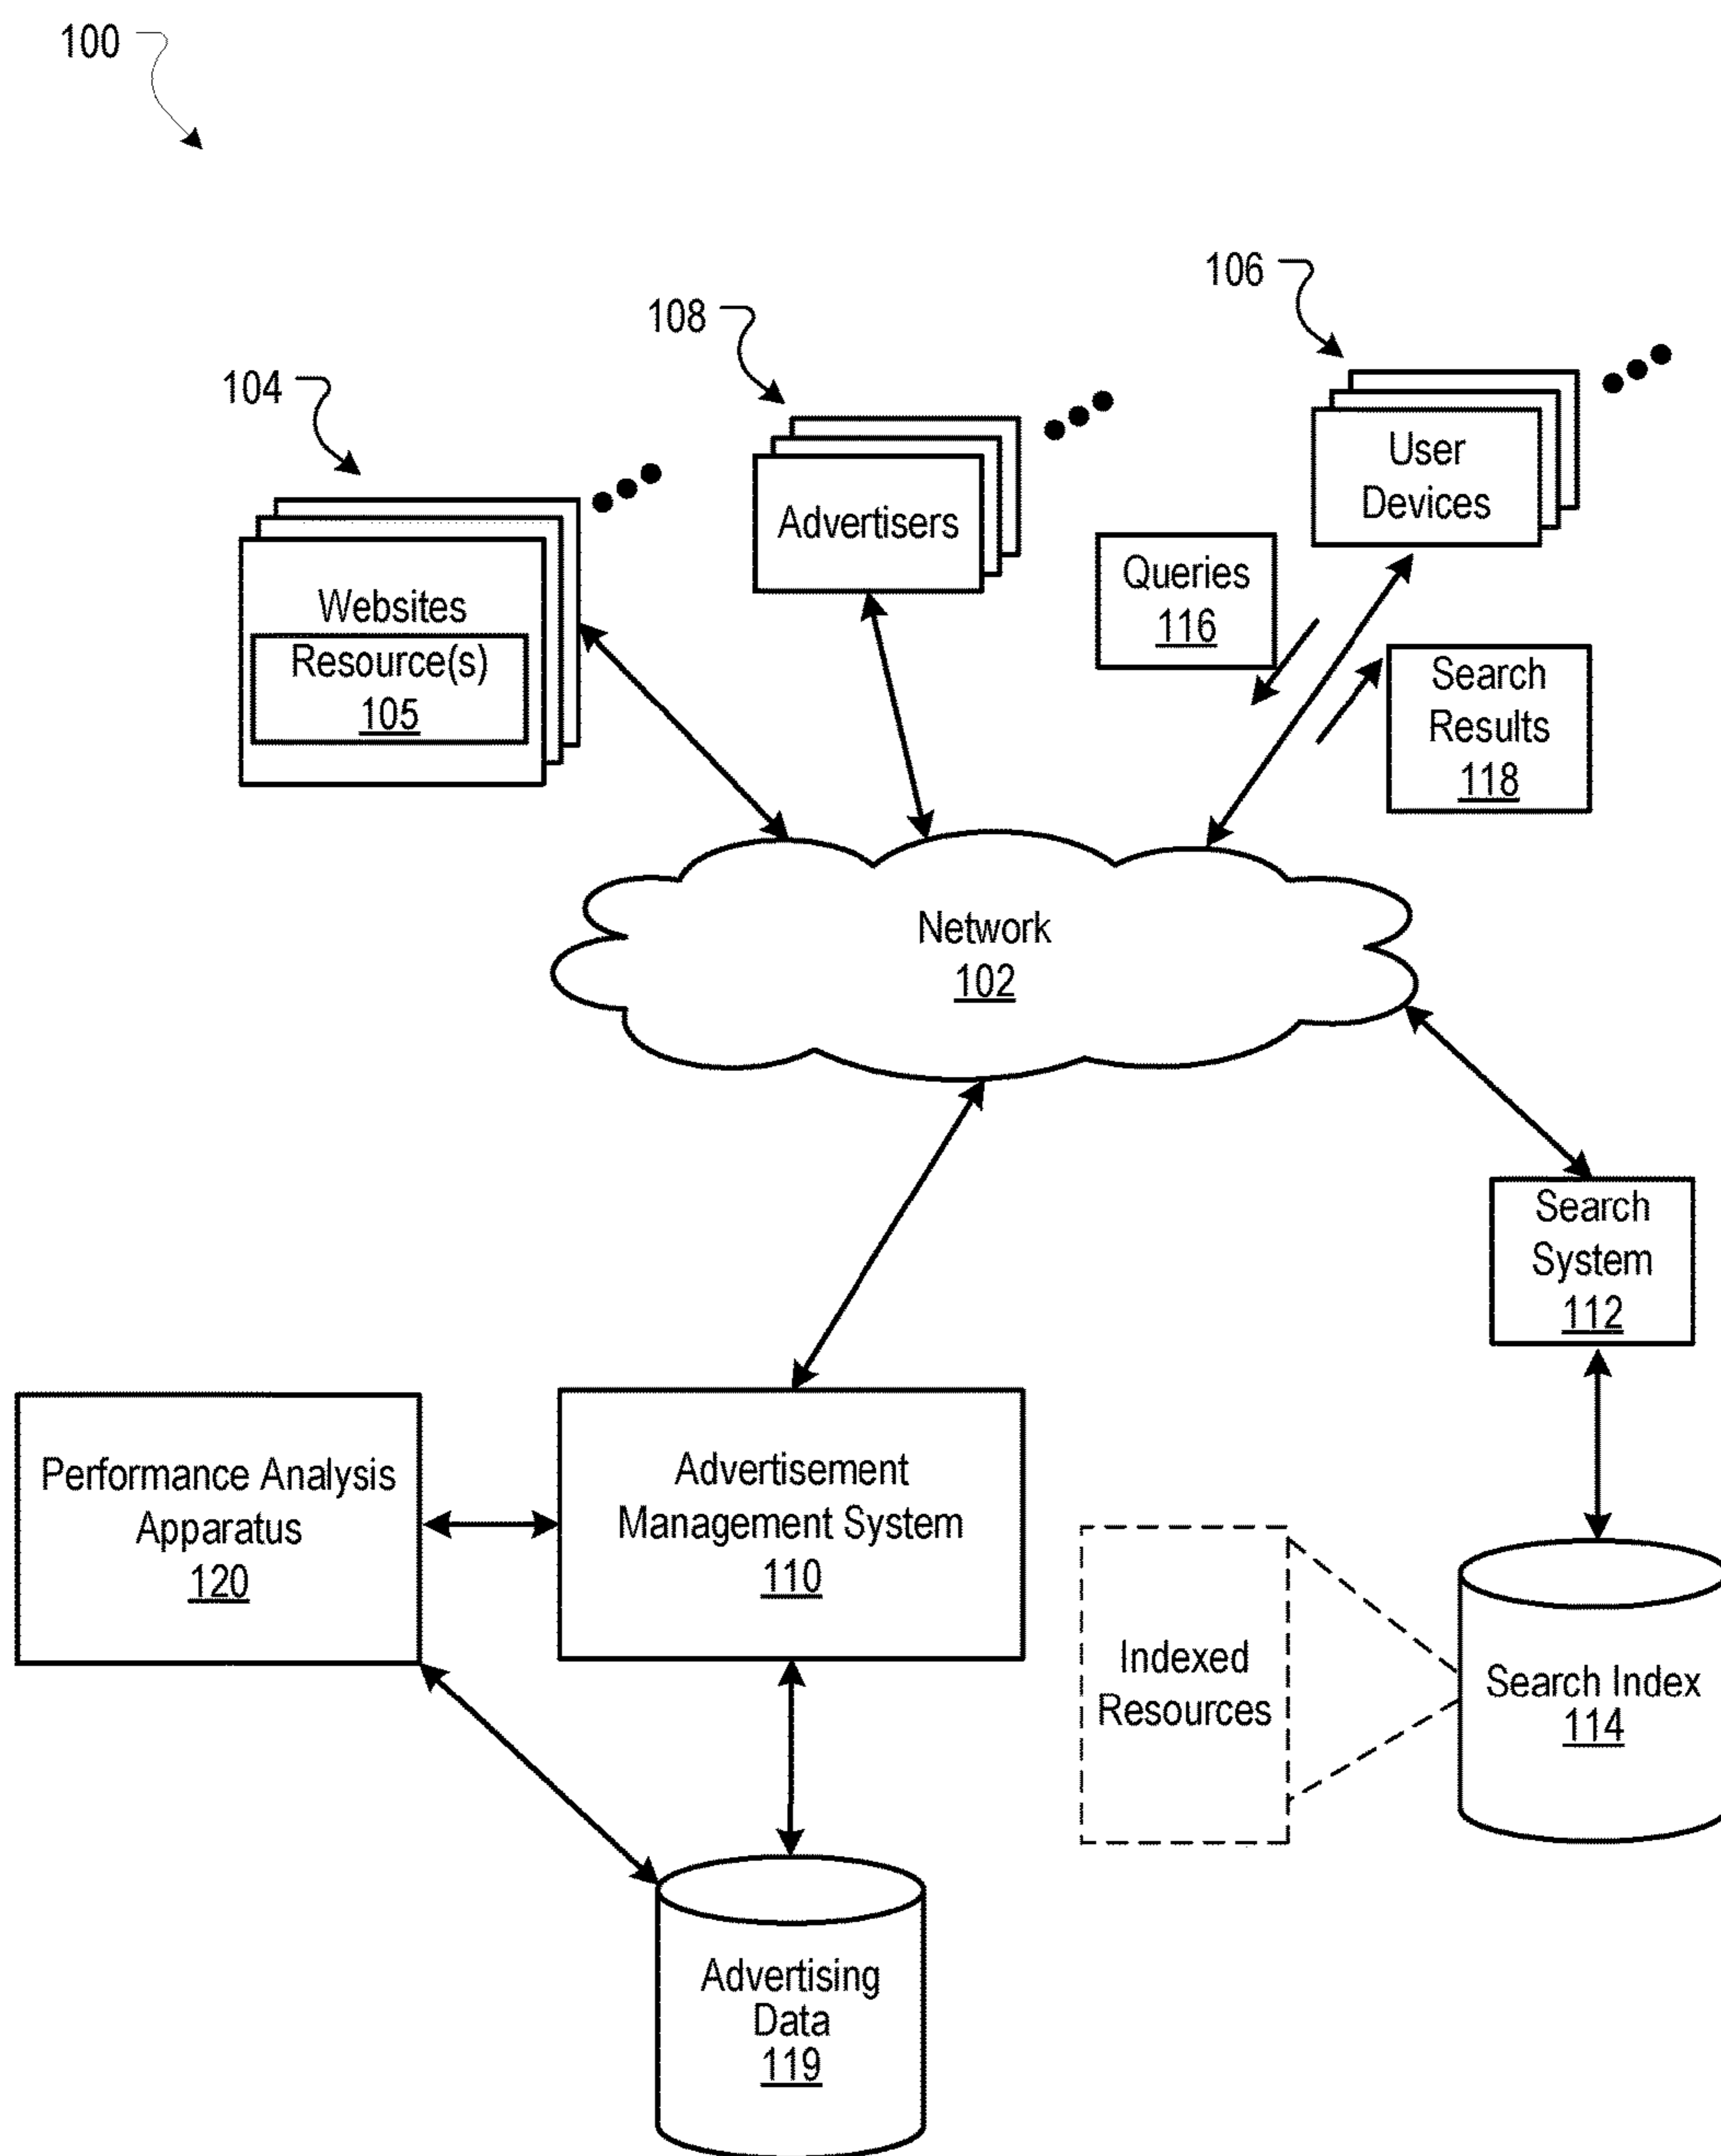 100
106
108
104
User
Devices
Advertisers
Queries
116
Websites
Resource(s)
105
Search
Results
118
Network
102
Search
System
112
Performance Analysis
Apparatus
120
Advertisement
Management System
110
Indexed
Resources
Search Index
114
Advertising
Data
119